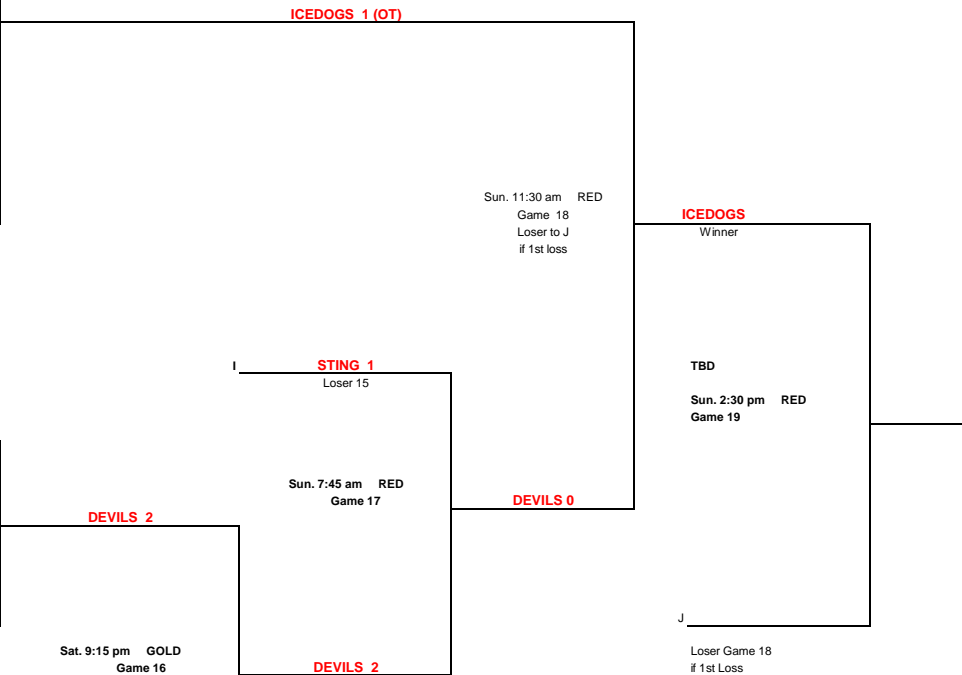 ICEDOGS 1 (OT)
Sun. 11:30 am RED
Game 18
Loser to J
if 1st loss
ICEDOGS
Winner
I
STING 1
Loser 15
TBD
Sun. 2:30 pm RED
Game 19
Sun. 7:45 am RED
Game 17
DEVILS 0
DEVILS 2
J
Sat. 9:15 pm GOLD
Game 16
DEVILS 2
Loser Game 18
if 1st Loss